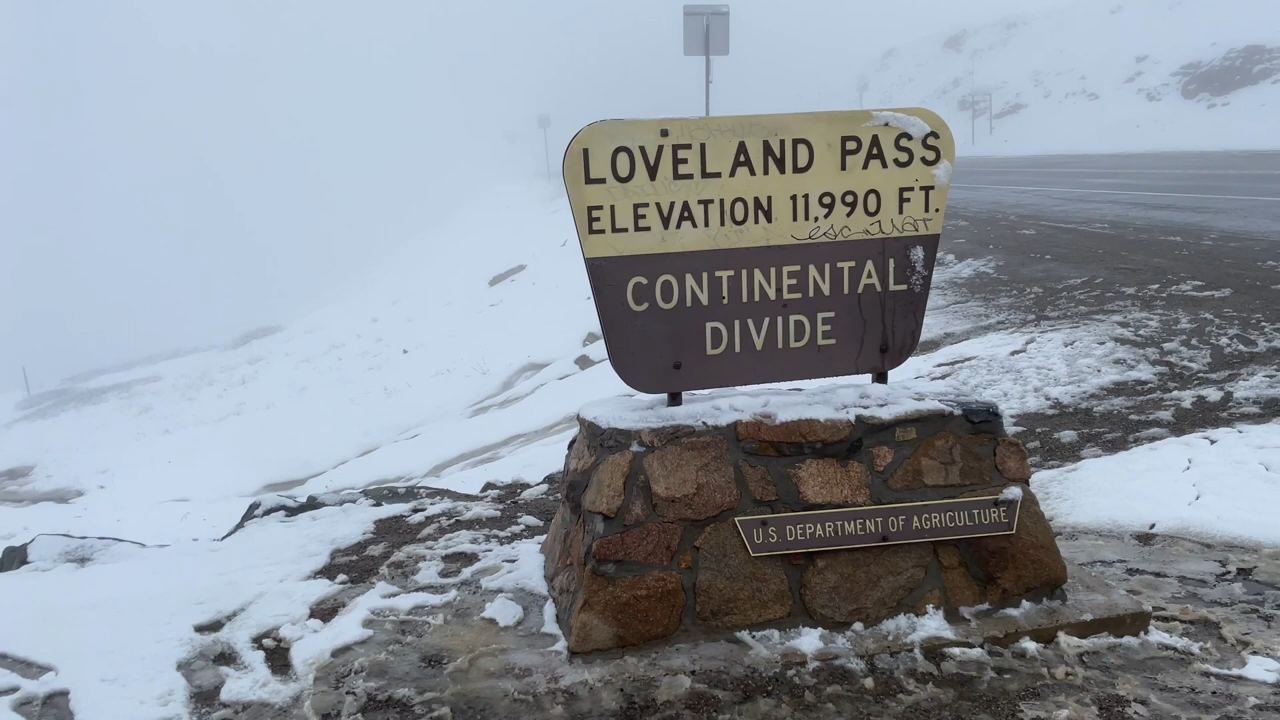 LOVELAND PASS
ELEVATION 11,990 FT.
CONTINENTAL
DIVIDE
U.S. DEPARTMENT OF AGRICULTURE